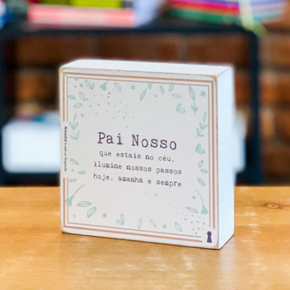 Pai Nosso
que estais no céu,
ilumine nossos passos
hoje, amanhã e sempre